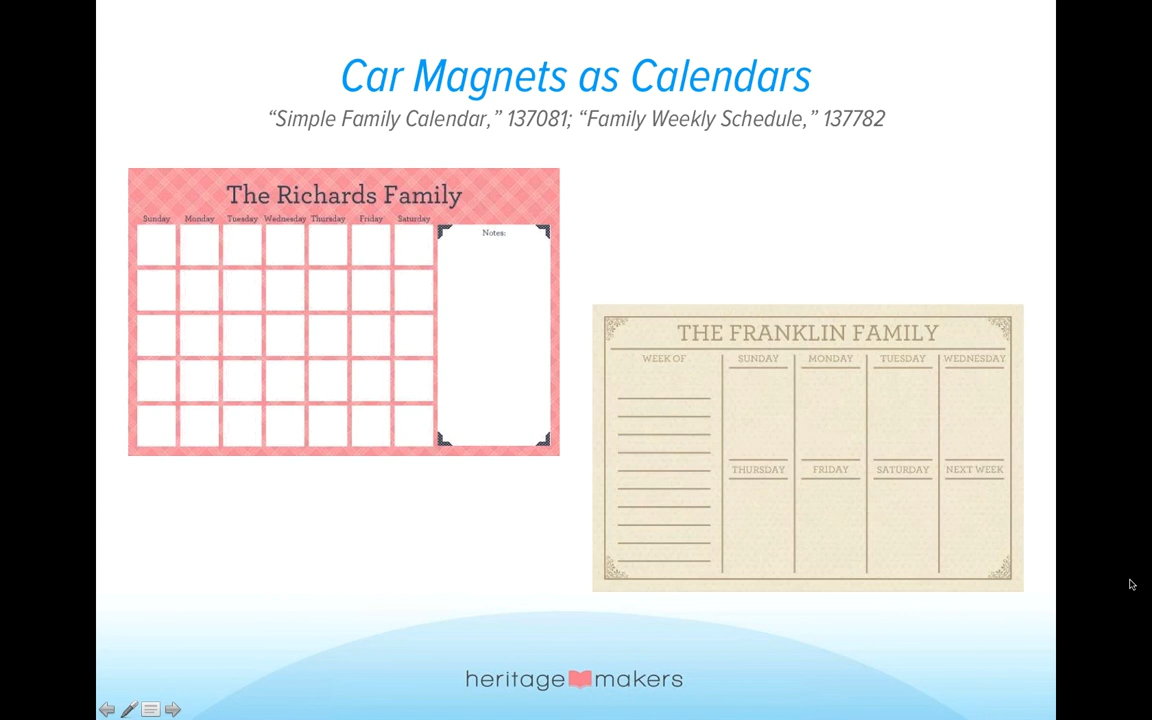 Car Magnets as Calendars
“Simple Family Calendar,” 137081; “Family Weekly Schedule,” 137782
The Richards Family
Sunday Monday Tuesday Wednesday Thursday Friday Saturday
Notes:
THE FRANKLIN FAMILY
WEEK OF SUNDAY MONDAY TUESDAY WEDNESDAY
THURSDAY FRIDAY SATURDAY NEXT WEEK
heritage makers